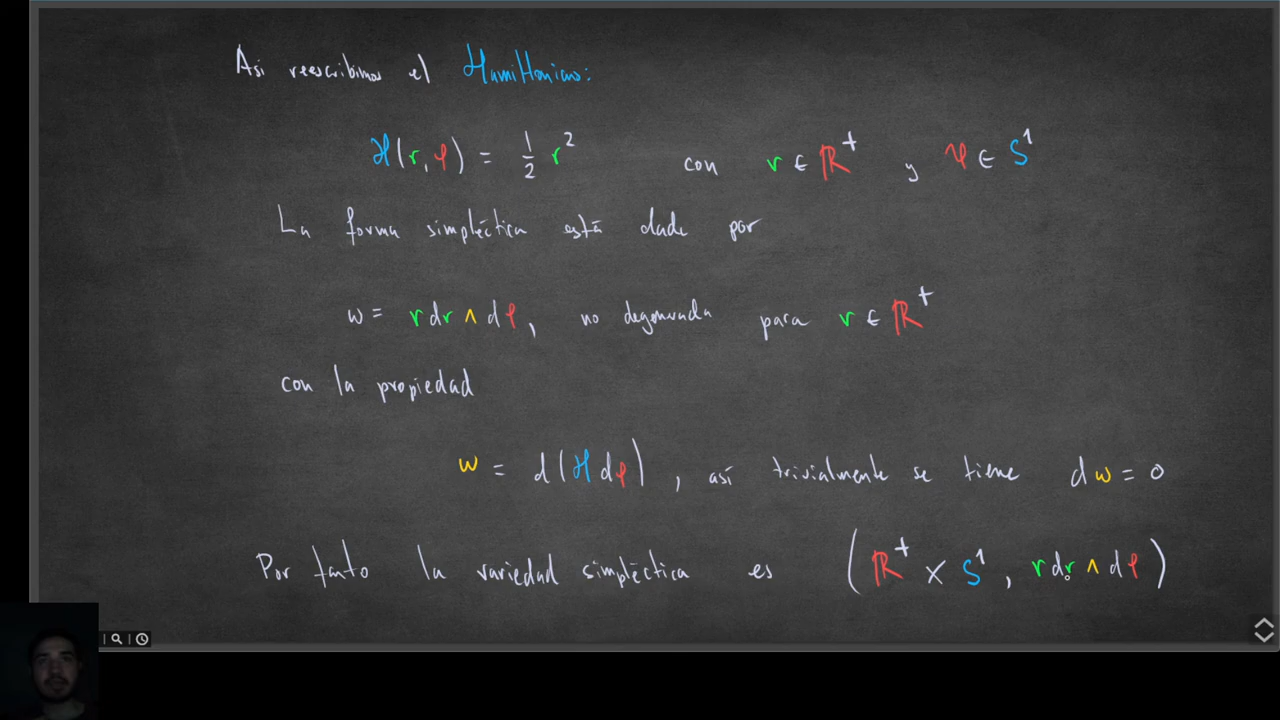 Así reescribimos el Hamiltoniano:
H(r, φ) = 1/2 r² con r ∈ ℝ⁺ y φ ∈ S¹
La forma simpléctica está dada por
w = r dr ∧ dφ, no degenerada para r ∈ ℝ⁺
con la propiedad
w = d(H dφ), así trivialmente se tiene dw = 0
Por tanto la variedad simpléctica es (ℝ⁺ × S¹, r dr ∧ dφ)